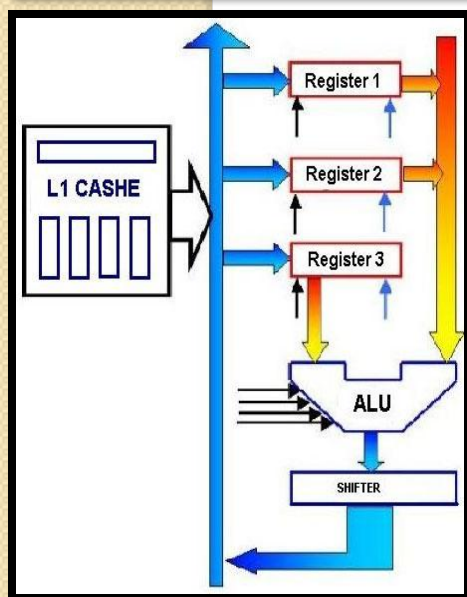 Register 1
L1 CASHE
Register 2
Register 3
ALU
SHIFTER